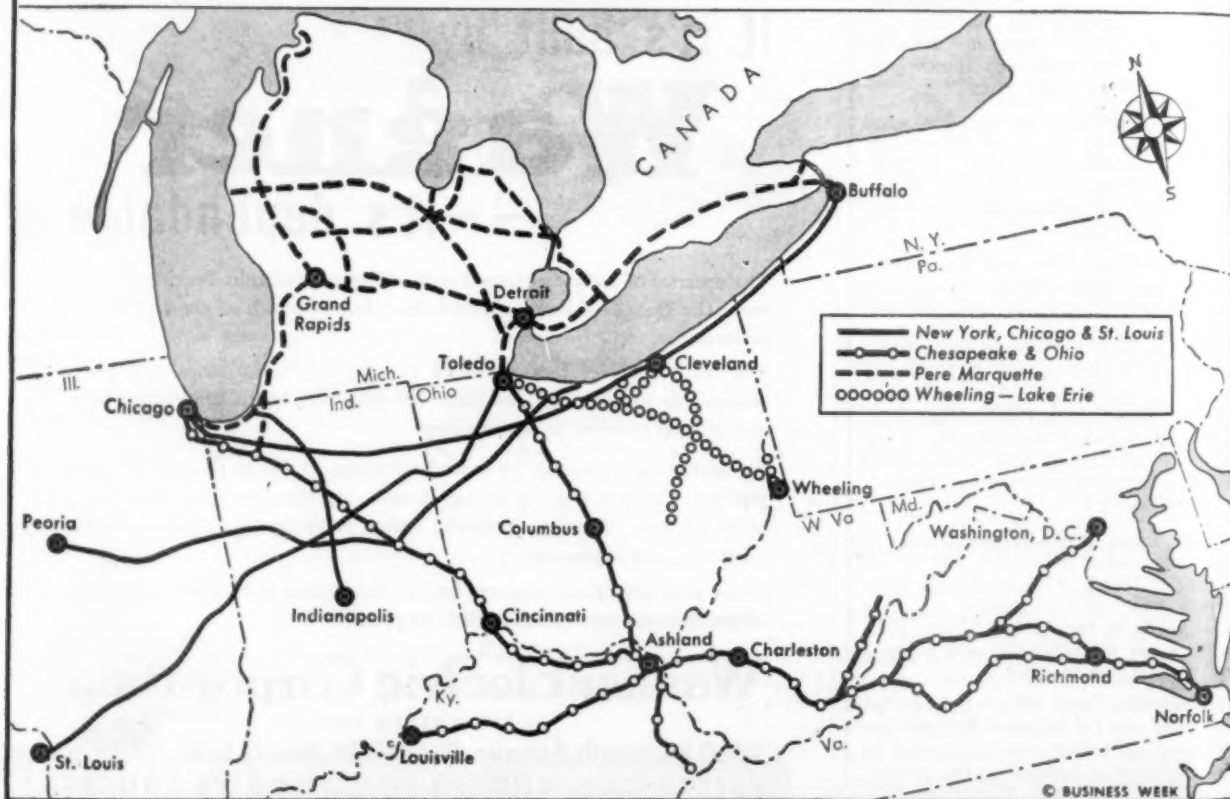 CANADA
N
S
Buffalo
N. Y.
Pa.
Grand
Rapids
Detroit
New York, Chicago & St. Louis
Chesapeake & Ohio
Pere Marquette
Wheeling – Lake Erie
Ill.
Mich.
Ind.
Ohio
Toledo
Cleveland
Chicago
Wheeling
W Va
Md.
Peoria
Columbus
Washington, D.C.
Indianapolis
Cincinnati
Ashland
Charleston
Richmond
Norfolk
Ky.
Va.
St. Louis
Louisville
© BUSINESS WEEK